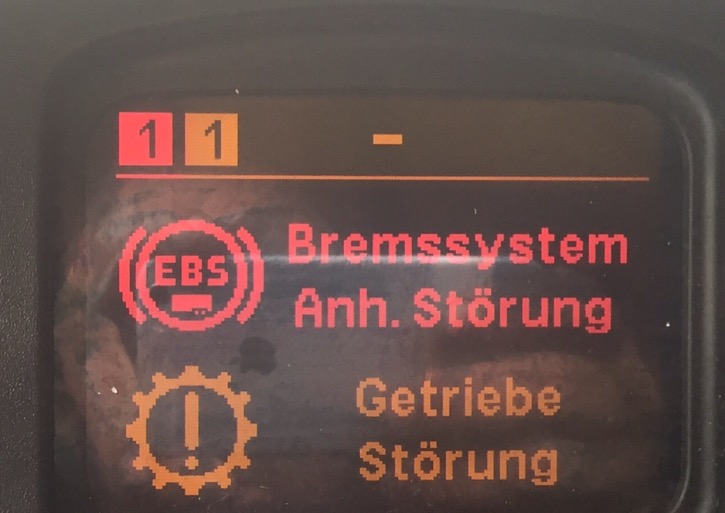 1 1 -
EBS
Bremssystem
Anh. Störung
!
Getriebe
Störung